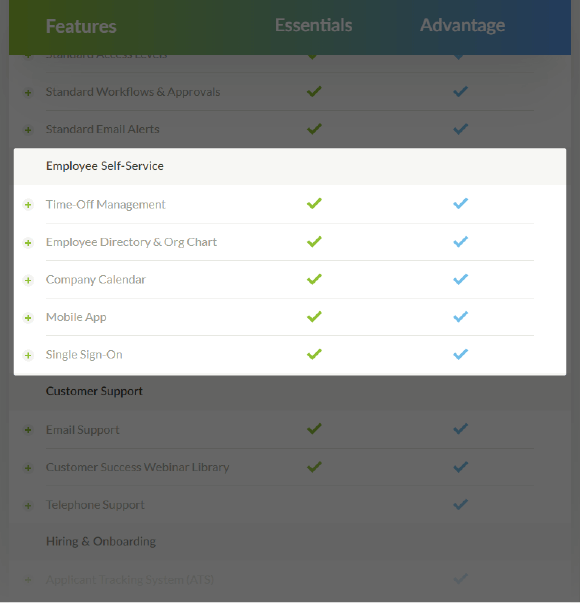 Features Essentials Advantage
Standard Access Levels
Standard Workflows & Approvals
Standard Email Alerts
Employee Self-Service
Time-Off Management
Employee Directory & Org Chart
Company Calendar
Mobile App
Single Sign-On
Customer Support
Email Support
Customer Success Webinar Library
Telephone Support
Hiring & Onboarding
Applicant Tracking System (ATS)